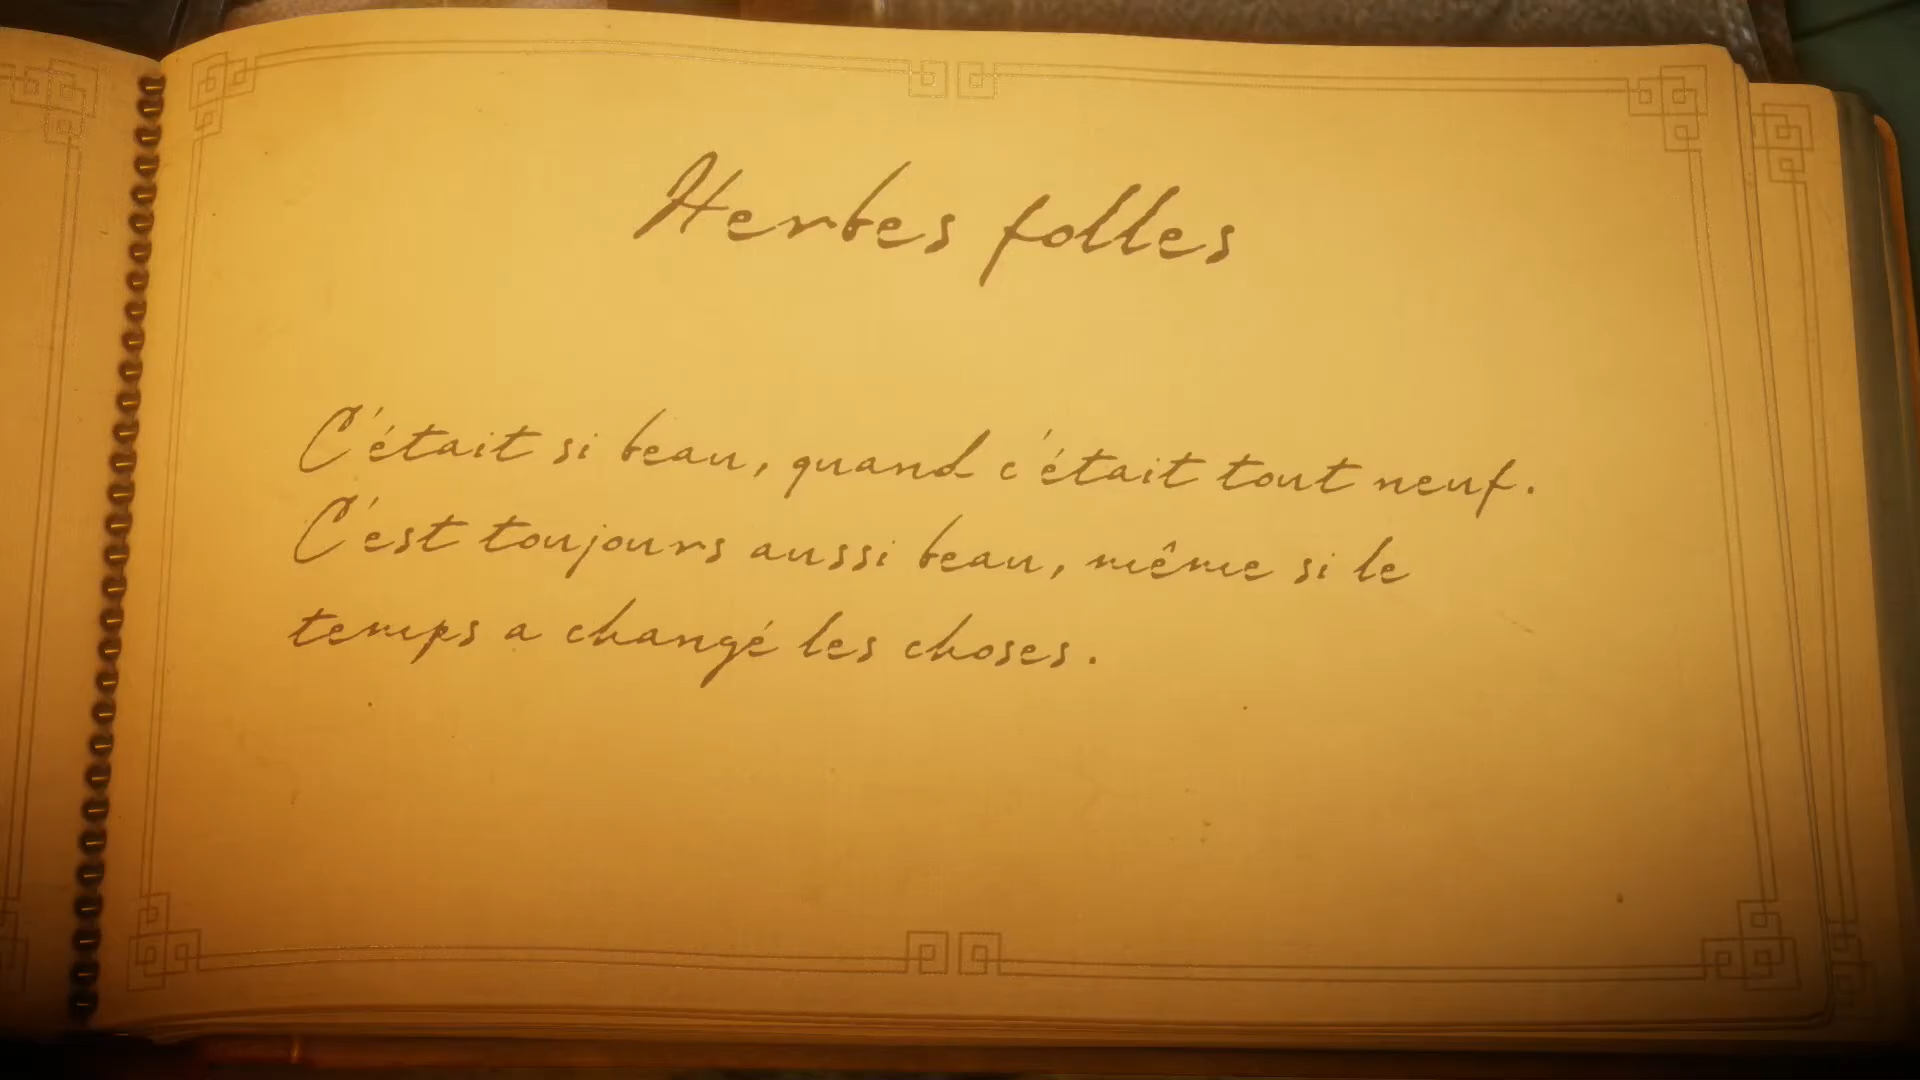 Herbes folles
C'était si beau, quand c'était tout neuf.
C'est toujours aussi beau, même si le
temps a changé les choses.